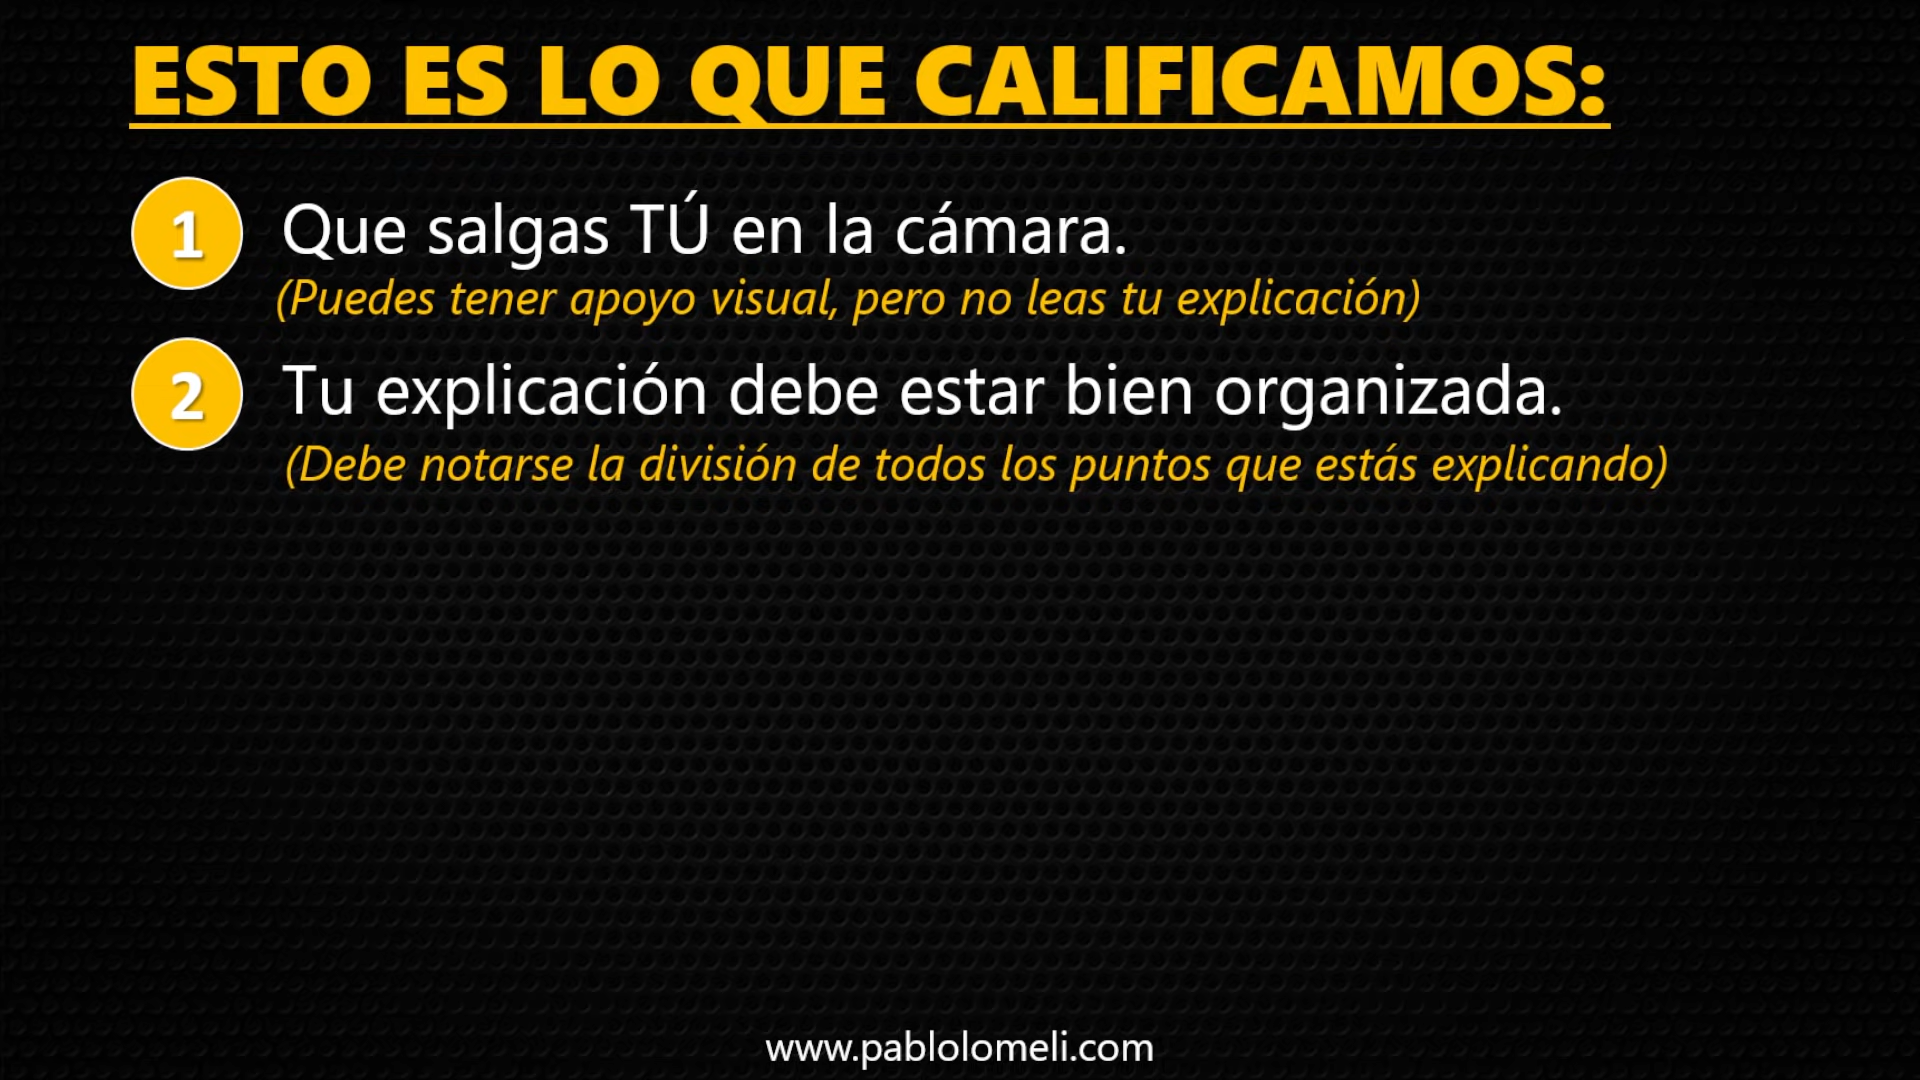 ESTO ES LO QUE CALIFICAMOS:
1 Que salgas TÚ en la cámara.
(Puedes tener apoyo visual, pero no leas tu explicación)
2 Tu explicación debe estar bien organizada.
(Debe notarse la división de todos los puntos que estás explicando)
www.pablolomeli.com